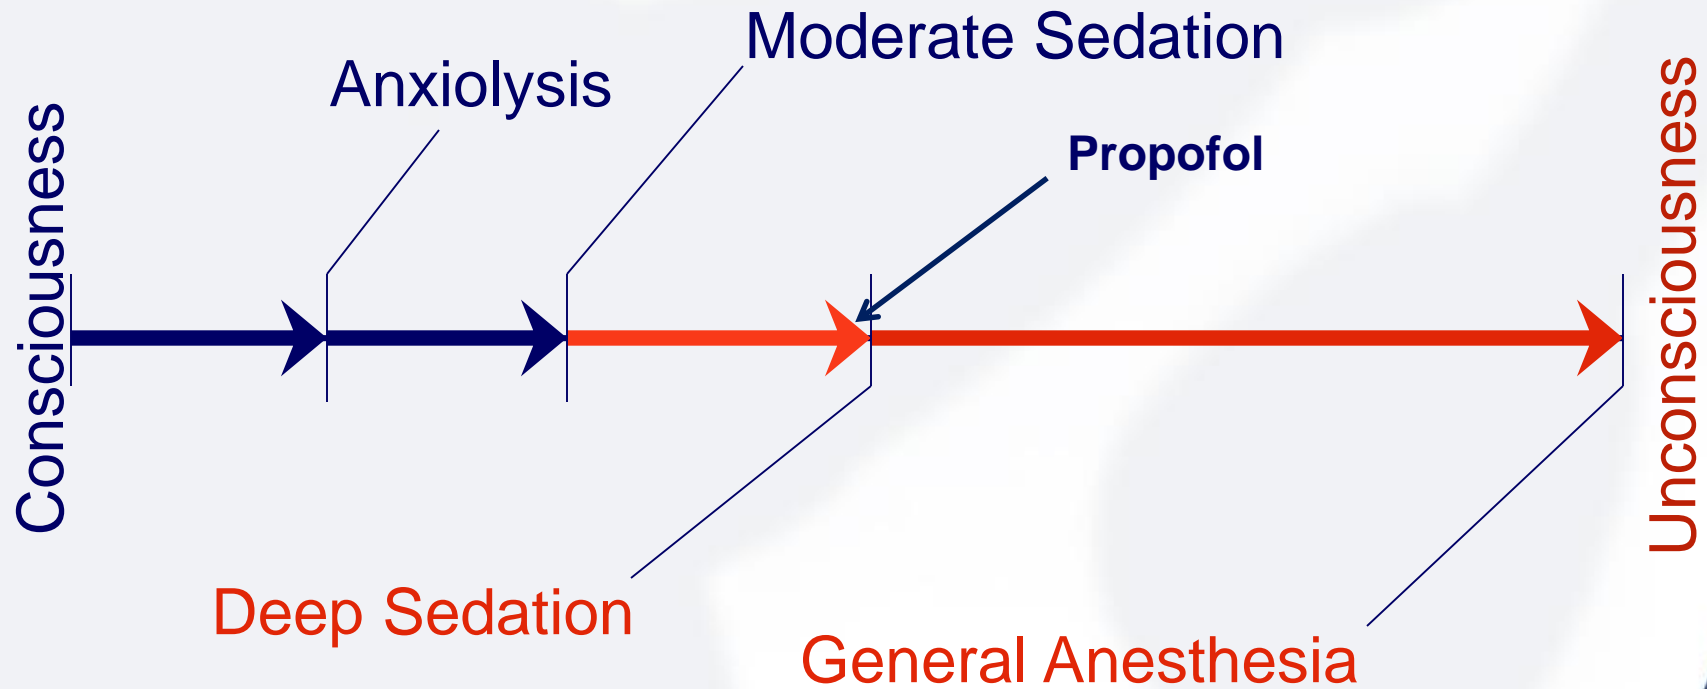 Moderate Sedation
Anxiolysis
Propofol
Consciousness
Unconsciousness
Deep Sedation
General Anesthesia